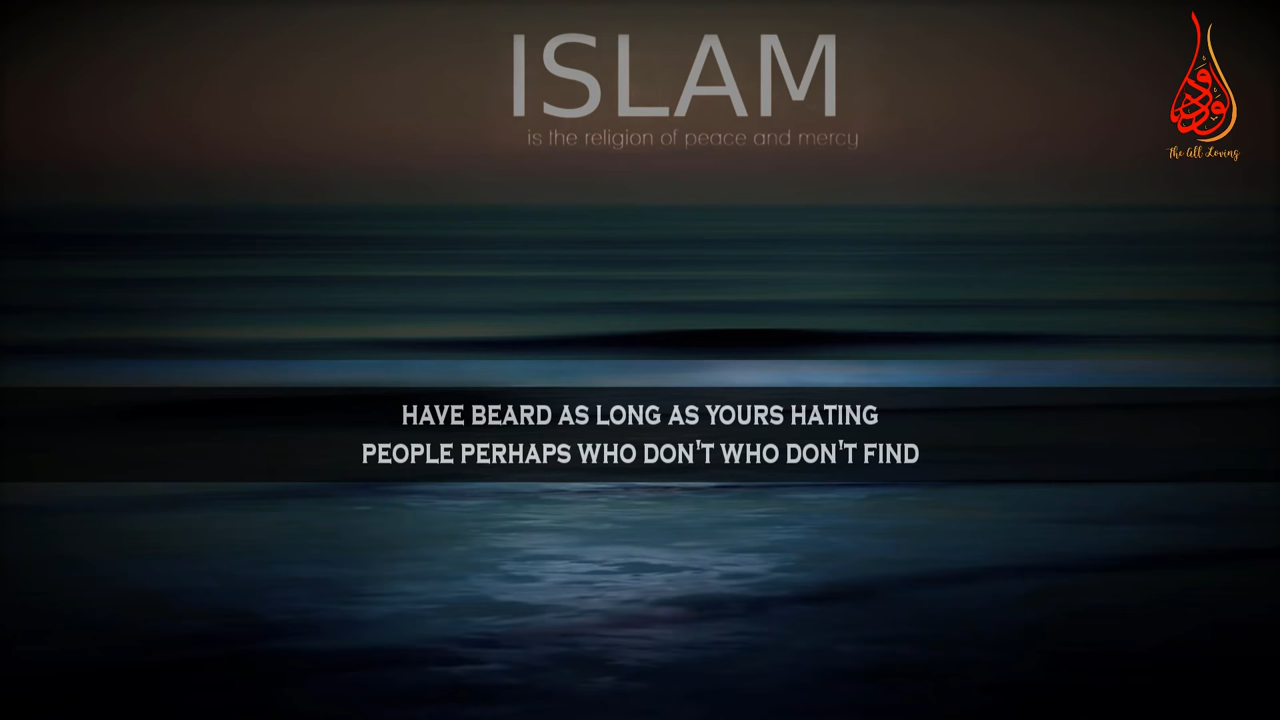 ISLAM
is the religion of peace and mercy
الودود
The All Loving
HAVE BEARD AS LONG AS YOURS HATING
PEOPLE PERHAPS WHO DON'T WHO DON'T FIND